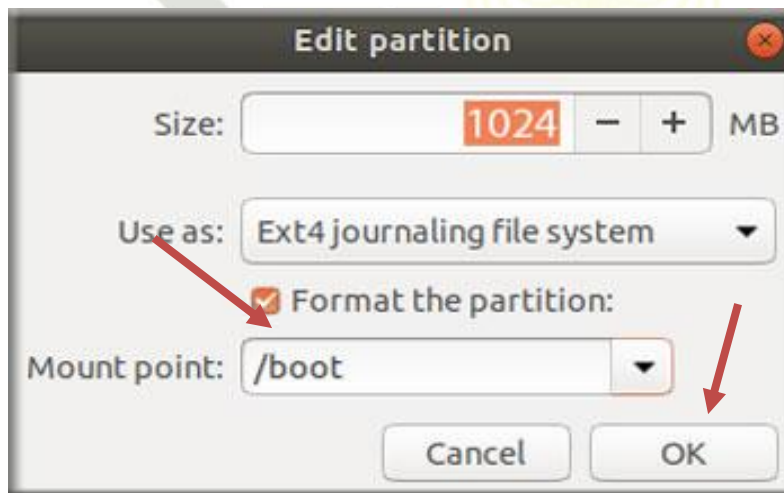 Edit partition
Size: 1024 − + MB
Use as: Ext4 journaling file system
Format the partition:
Mount point: /boot
Cancel OK